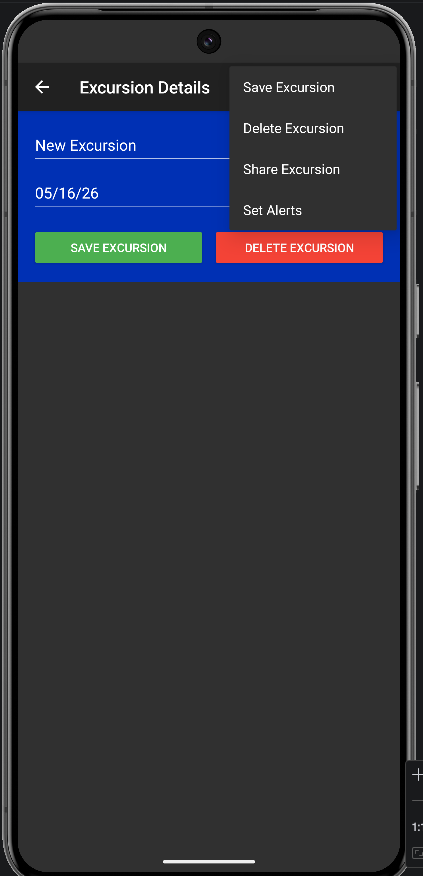 Excursion Details
Save Excursion
Delete Excursion
Share Excursion
Set Alerts
New Excursion
05/16/26
SAVE EXCURSION
DELETE EXCURSION